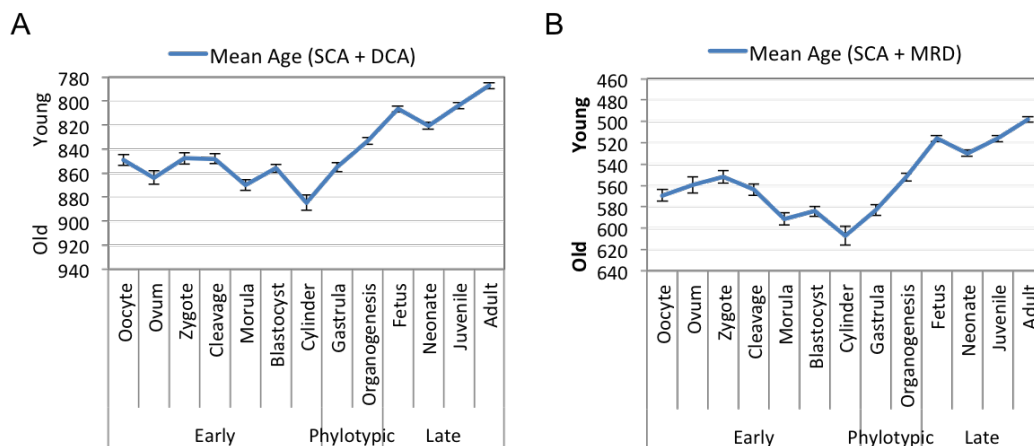 A
Mean Age (SCA + DCA)
Young
Old
780
800
820
840
860
880
900
920
940
Oocyte
Ovum
Zygote
Cleavage
Morula
Blastocyst
Cylinder
Gastrula
Organogenesis
Fetus
Neonate
Juvenile
Adult
Early
Phylotypic
Late
B
Mean Age (SCA + MRD)
Young
Old
460
480
500
520
540
560
580
600
620
640
Oocyte
Ovum
Zygote
Cleavage
Morula
Blastocyst
Cylinder
Gastrula
Organogenesis
Fetus
Neonate
Juvenile
Adult
Early
Phylotypic
Late